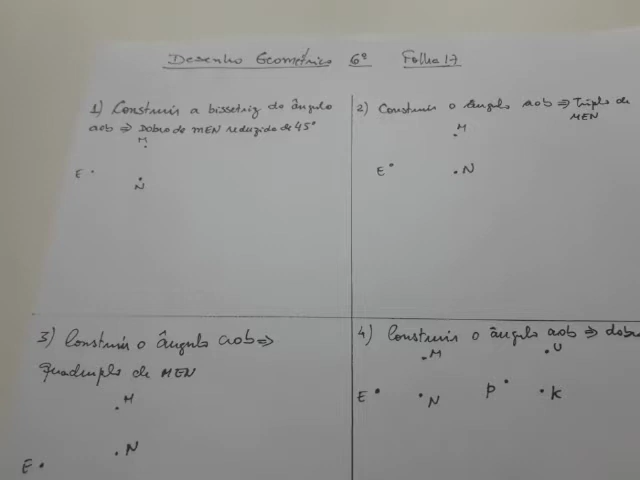 Desenho Geométrico 6º Folha 17
1) Construir a bissetriz do ângulo
aob ⇒ Dobro de MEN reduzido de 45º
M
E
N
2) Construir o ângulo aob ⇒ Triplo de
MEN
M
E
N
3) Construir o ângulo aob ⇒
Quadruplo de MEN
M
N
E
4) Construir o ângulo aob ⇒ dobro
M U
E N P K